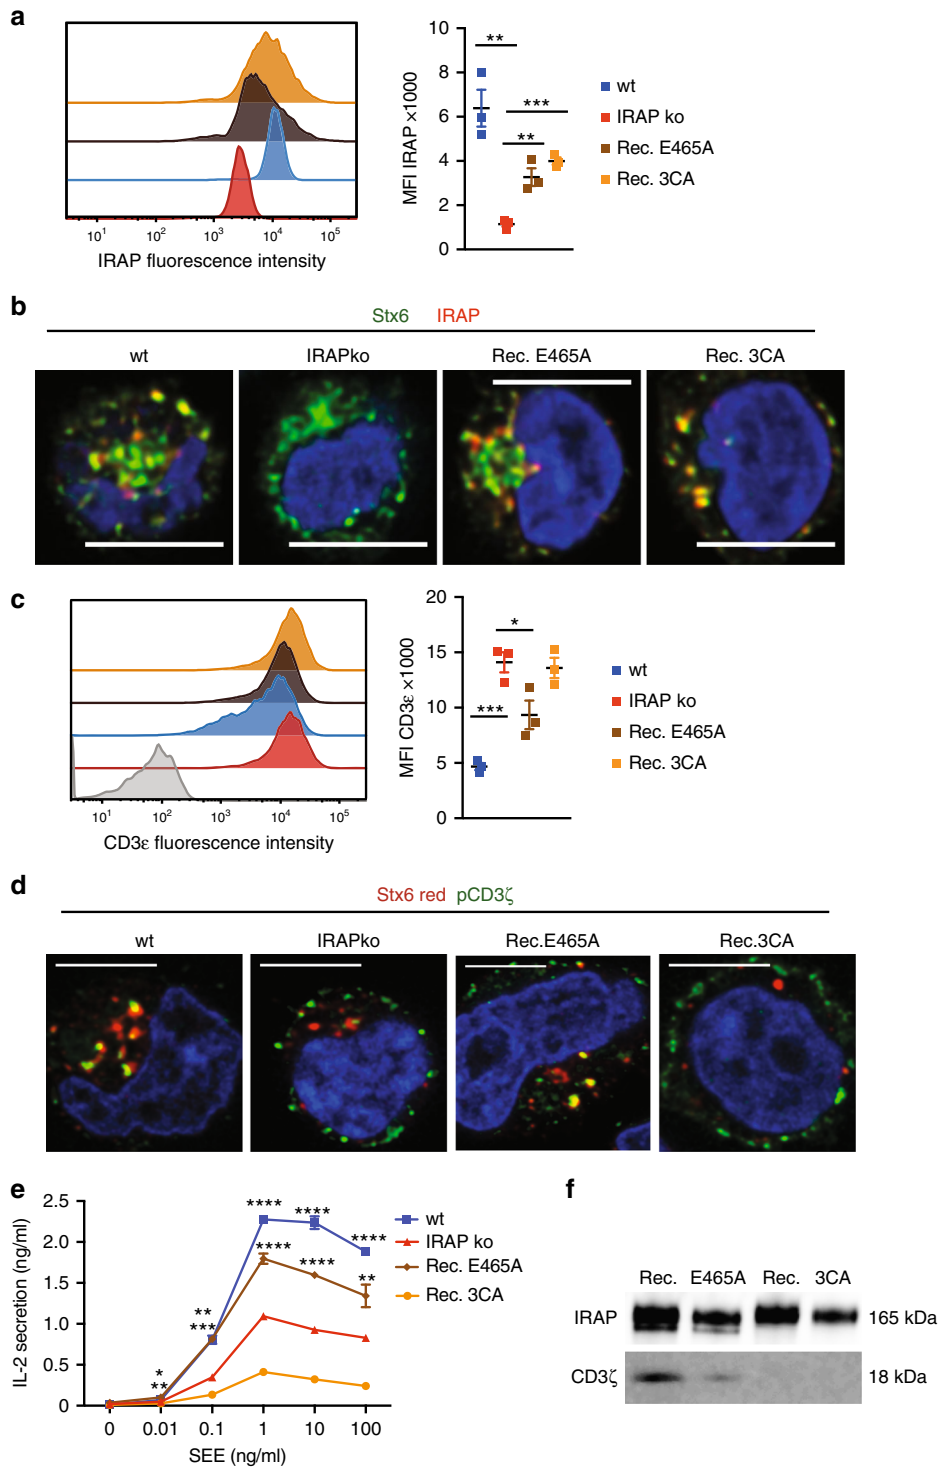 a
10¹ 10² 10³ 10⁴ 10⁵
IRAP fluorescence intensity
MFI IRAP ×1000
10
8
6
4
2
0
**
***
**
wt
IRAP ko
Rec. E465A
Rec. 3CA
b
Stx6 IRAP
wt IRAPko Rec. E465A Rec. 3CA
c
10¹ 10² 10³ 10⁴ 10⁵
CD3ε fluorescence intensity
MFI CD3ε ×1000
20
15
10
5
0
*
***
wt
IRAP ko
Rec. E465A
Rec. 3CA
d
Stx6 red pCD3ζ
wt IRAPko Rec.E465A Rec.3CA
e
IL-2 secretion (ng/ml)
2.5
2.0
1.5
1.0
0.5
0
**** **** ****
**** **** **
**
***
*
**
0 0.01 0.1 1 10 100
SEE (ng/ml)
wt
IRAP ko
Rec. E465A
Rec. 3CA
f
Rec. E465A Rec. 3CA
IRAP 165 kDa
CD3ζ 18 kDa